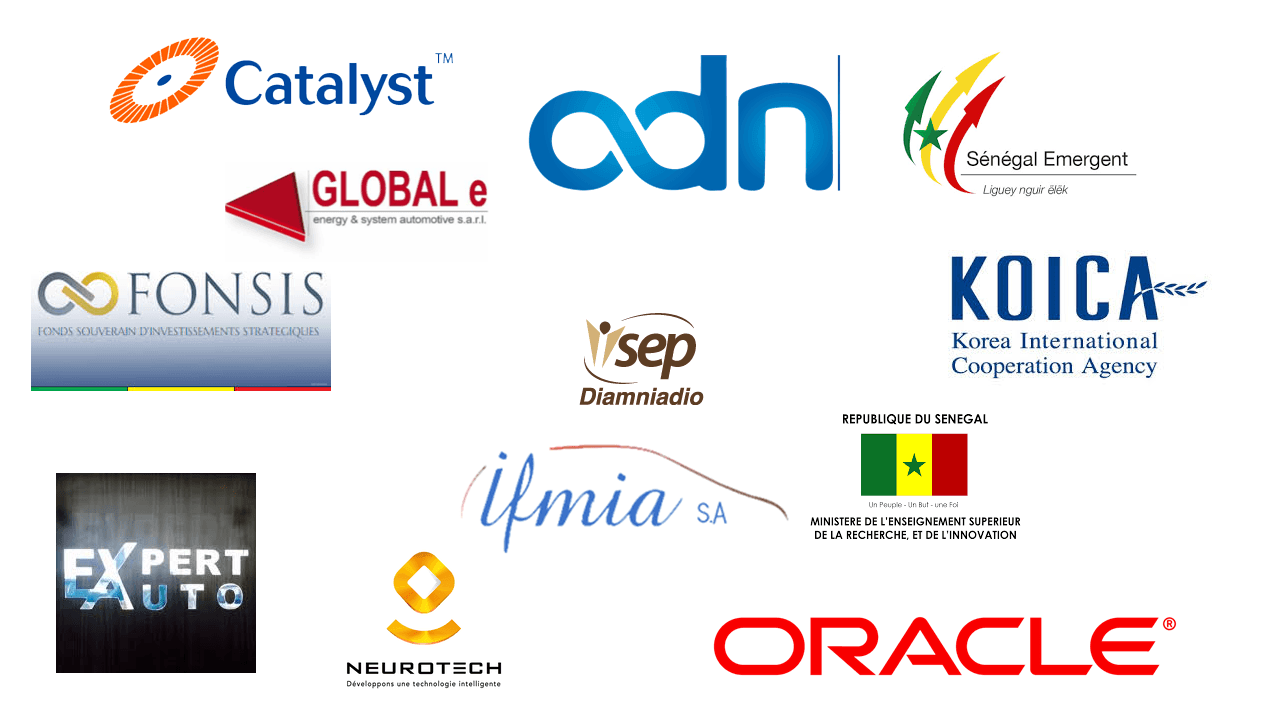 Catalyst™
adn
Sénégal Emergent
Liguey nguir ëlëk
GLOBAL e
energy & system automotive s.a.r.l.
FONSIS
FONDS SOUVERAIN D'INVESTISSEMENTS STRATEGIQUES
KOICA
Korea International
Cooperation Agency
isep
Diamniadio
REPUBLIQUE DU SENEGAL
Un Peuple - Un But - une Foi
MINISTERE DE L'ENSEIGNEMENT SUPERIEUR
DE LA RECHERCHE, ET DE L'INNOVATION
ifmia S.A
EXPERT
AUTO
NEUROTECH
Développons une technologie intelligente
ORACLE®